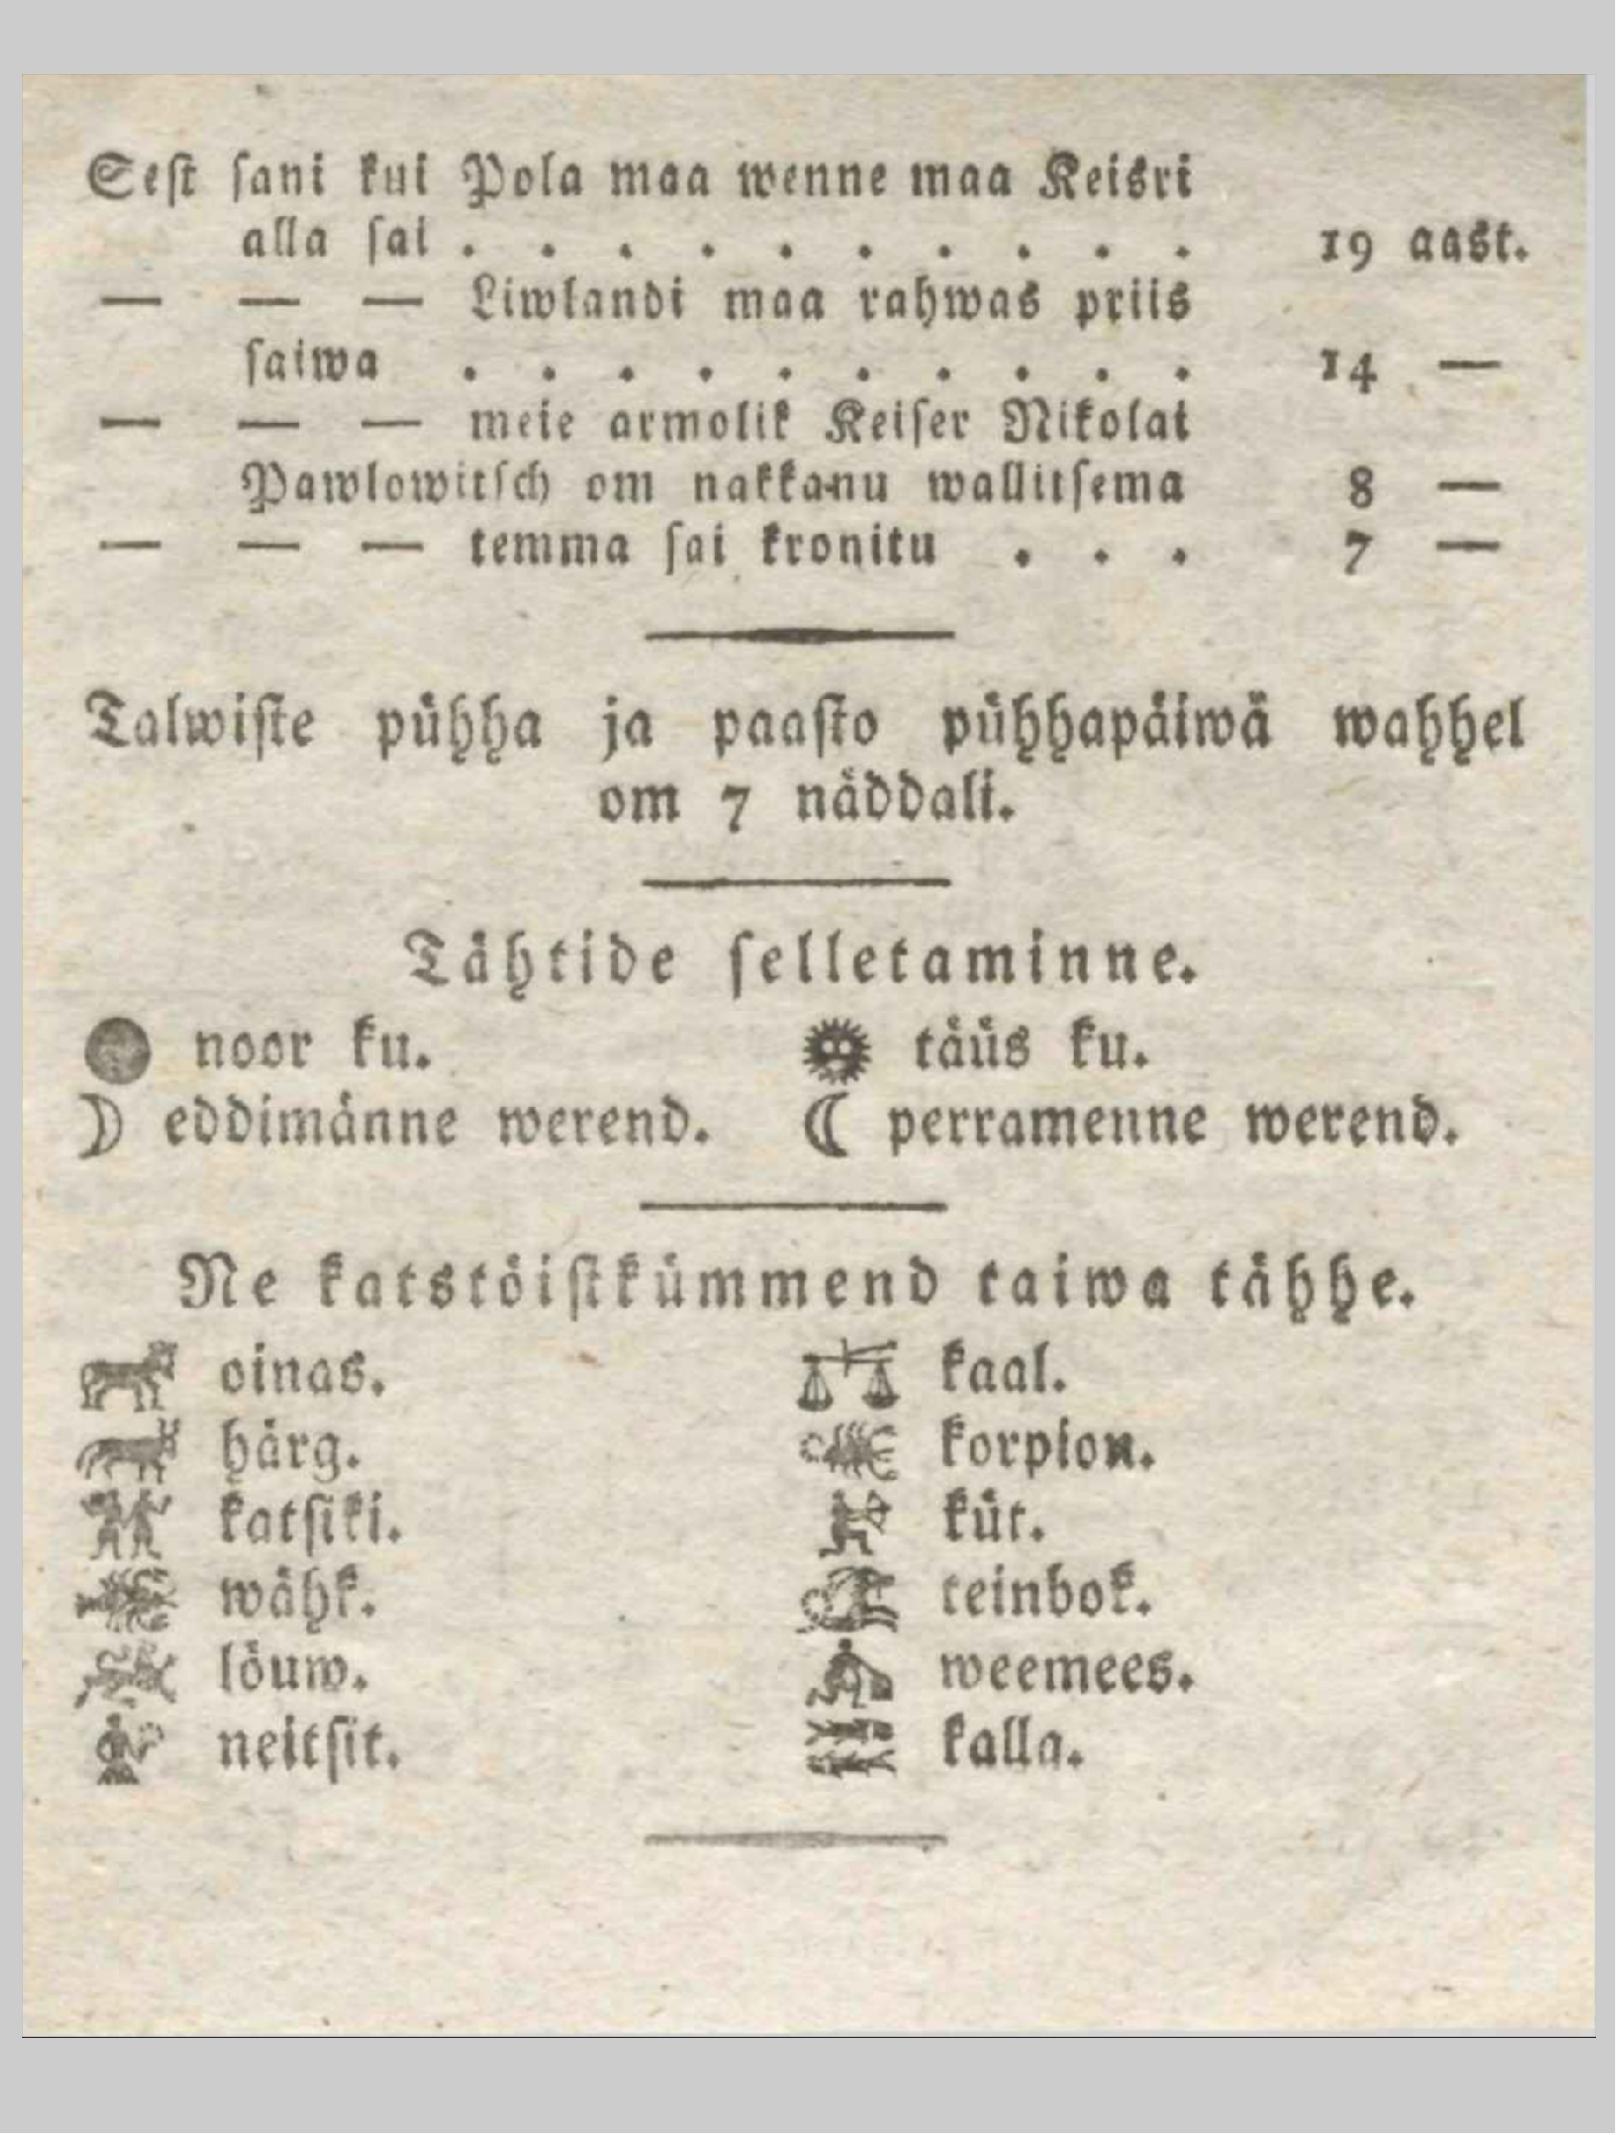 Sest sani kui Pola maa wenne maa Keisri
alla sai . . . . . . . . . . 19 aast.
— — — Liwlandi maa rahwas priis
saiwa . . . . . . . . . . 14 —
— — — meie armolik Keiser Nikolai
Pawlowitsch om nakkanu wallitsema 8 —
— — — temma sai kronitu . . . 7 —
Talwiste pühha ja paasto pühhapäiwä wahhel
om 7 näddali.
Tähtide selletaminne.
noor ku. täüs ku.
eddimänne werend. perramenne werend.
Ne katstöistkümmend taiwa tähhe.
oinas. kaal.
härg. korpion.
katsiki. küt.
wähk. teinbok.
löuw. weemees.
neitsit. kalla.